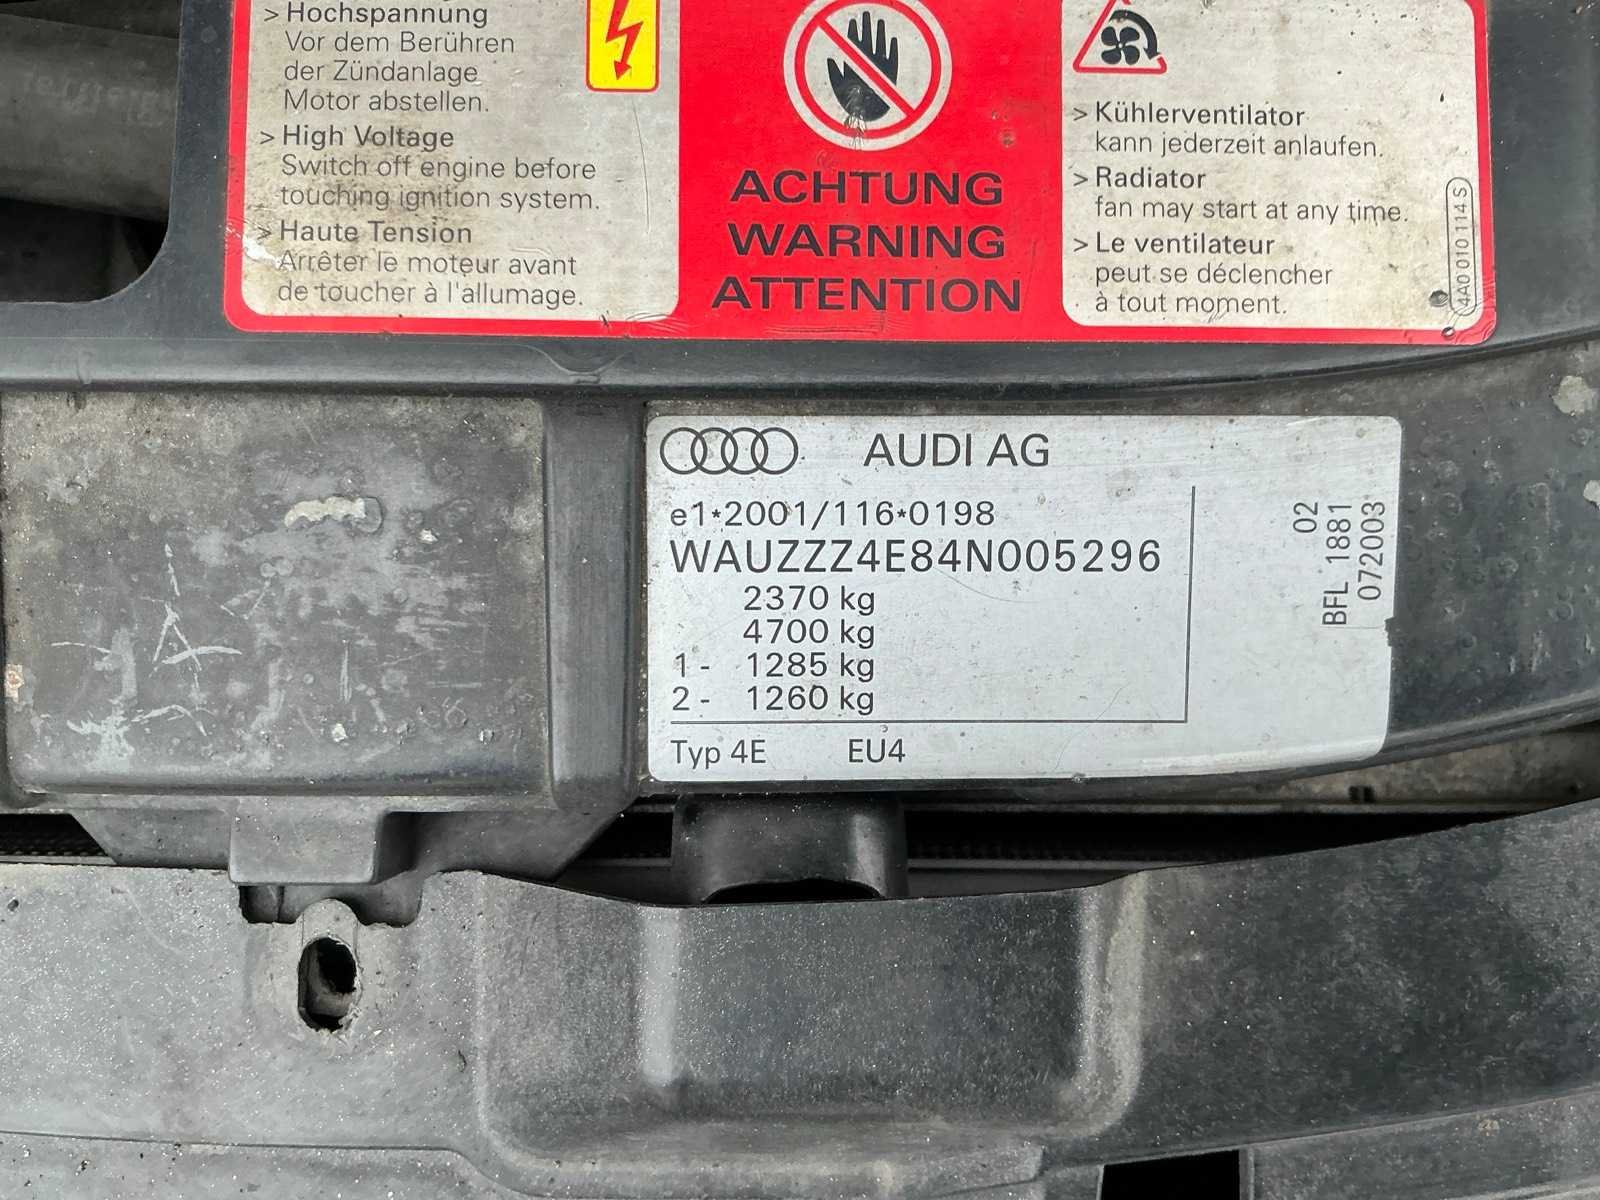 > Hochspannung
Vor dem Berühren
der Zündanlage
Motor abstellen.
> High Voltage
Switch off engine before
touching ignition system.
> Haute Tension
Arrêter le moteur avant
de toucher à l'allumage.
ACHTUNG
WARNING
ATTENTION
> Kühlerventilator
kann jederzeit anlaufen.
> Radiator
fan may start at any time.
> Le ventilateur
peut se déclencher
à tout moment.
4A0 010 114 S
AUDI AG
e1*2001/116*0198
WAUZZZ4E84N005296
2370 kg
4700 kg
1 - 1285 kg
2 - 1260 kg
Typ 4E EU4
02
BFL 1881
072003